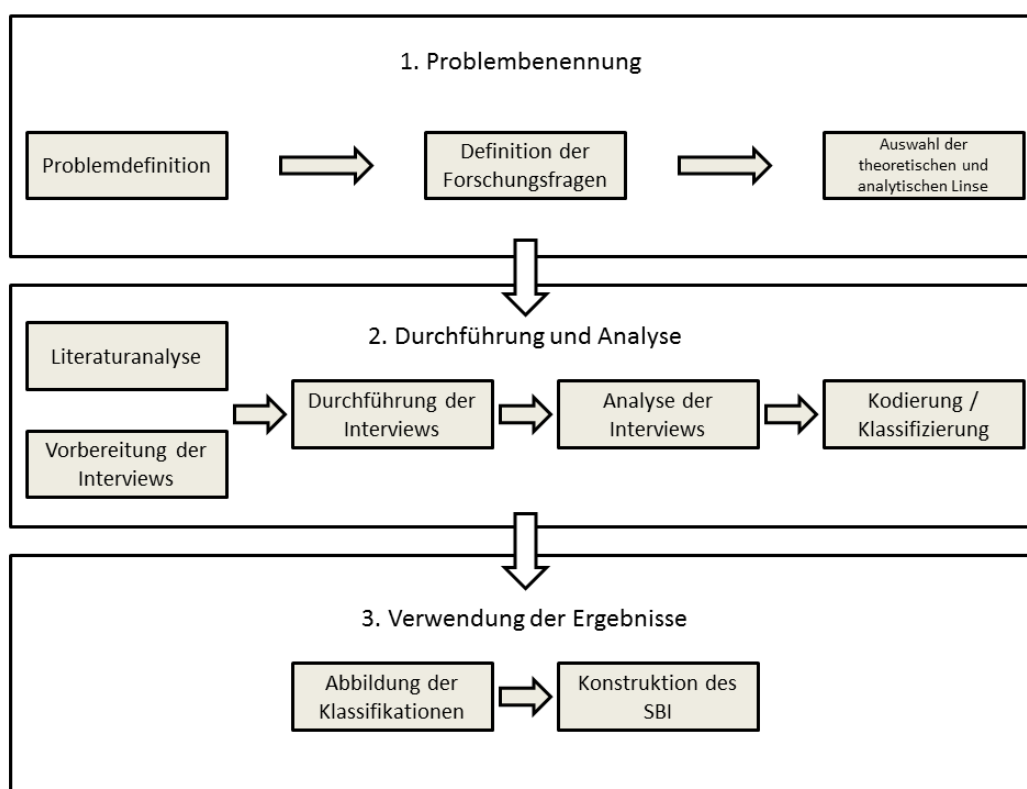 1. Problembenennung
Problemdefinition
Definition der
Forschungsfragen
Auswahl der
theoretischen und
analytischen Linse
2. Durchführung und Analyse
Literaturanalyse
Vorbereitung der
Interviews
Durchführung der
Interviews
Analyse der
Interviews
Kodierung /
Klassifizierung
3. Verwendung der Ergebnisse
Abbildung der
Klassifikationen
Konstruktion des
SBI